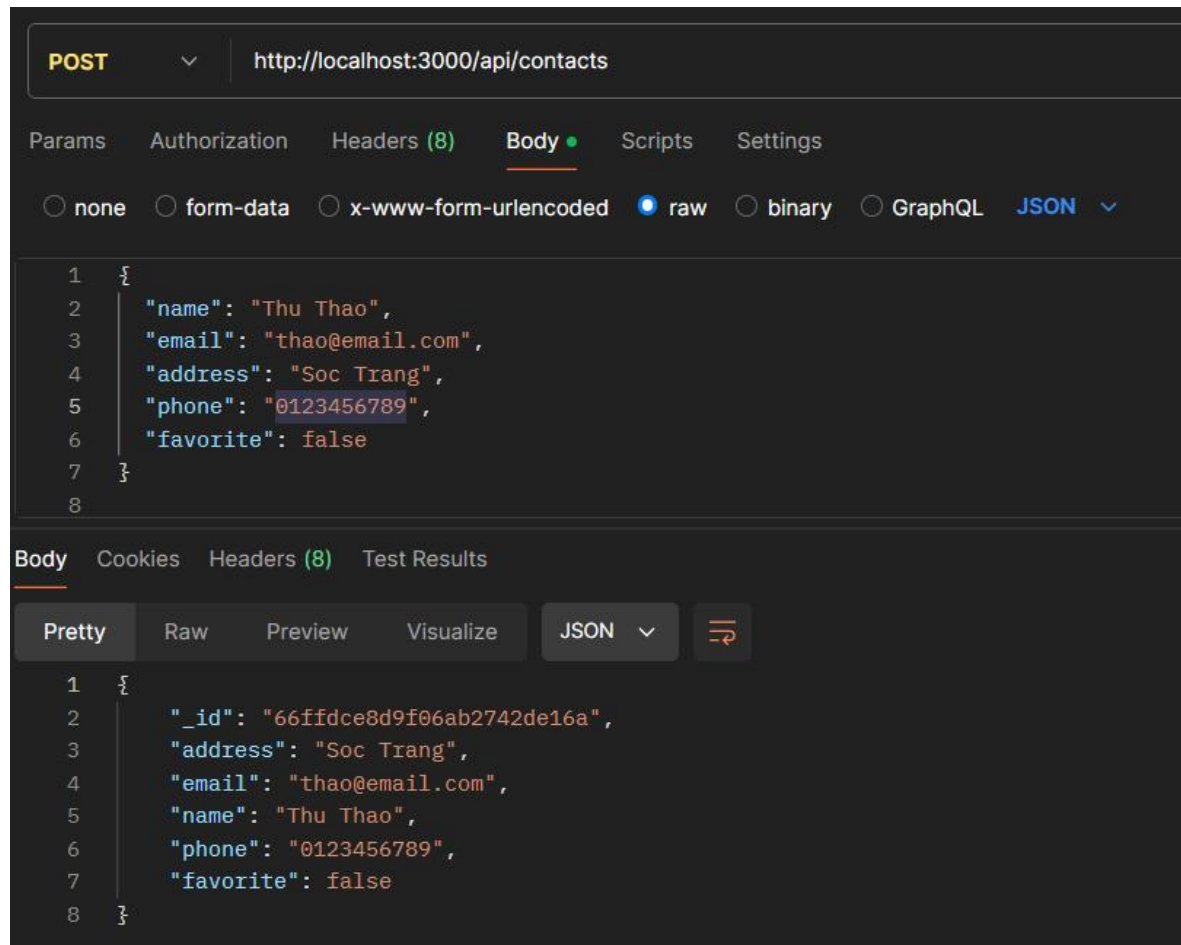 POST http://localhost:3000/api/contacts
Params Authorization Headers (8) Body Scripts Settings
none form-data x-www-form-urlencoded raw binary GraphQL JSON
1 {
2 "name": "Thu Thao",
3 "email": "thao@email.com",
4 "address": "Soc Trang",
5 "phone": "0123456789",
6 "favorite": false
7 }
8
Body Cookies Headers (8) Test Results
Pretty Raw Preview Visualize JSON
1 {
2 "_id": "66ffdce8d9f06ab2742de16a",
3 "address": "Soc Trang",
4 "email": "thao@email.com",
5 "name": "Thu Thao",
6 "phone": "0123456789",
7 "favorite": false
8 }